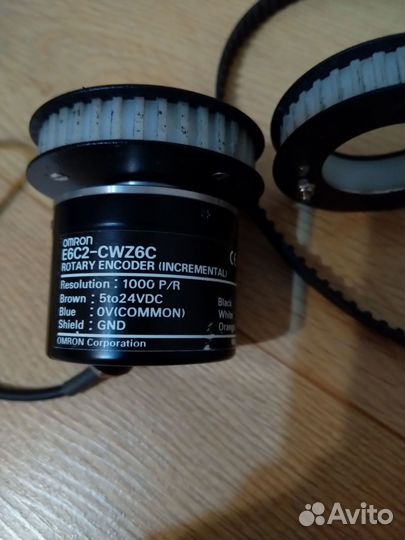 OMRON
E6C2-CWZ6C
ROTARY ENCODER (INCREMENTAL)
Resolution : 1000 P/R
Brown : 5to24VDC
Blue : 0V(COMMON)
Shield : GND
OMRON Corporation
CE
Black
White
Orange
Avito